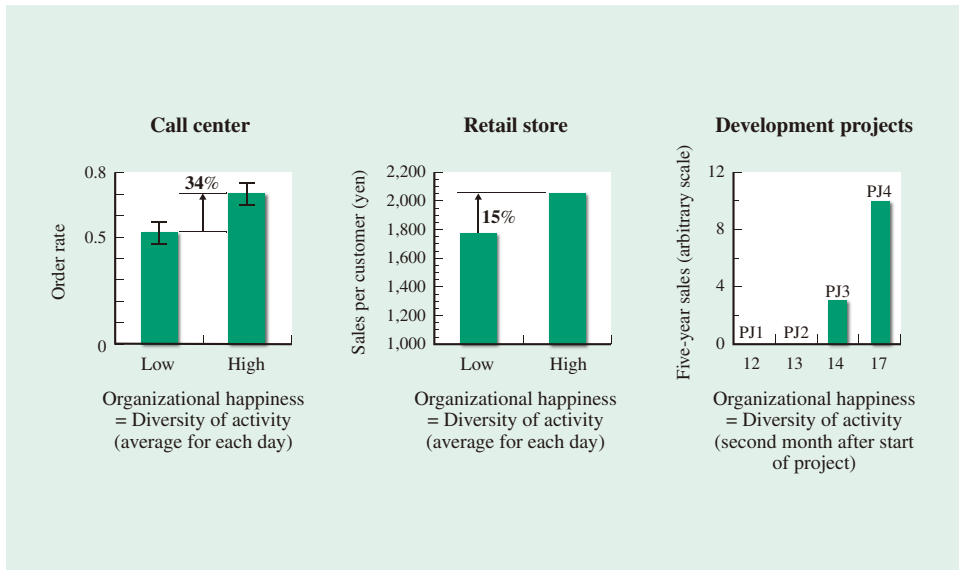 Call center
Order rate
0.8
0.5
0
34%
Low High
Organizational happiness
= Diversity of activity
(average for each day)
Retail store
Sales per customer (yen)
2,200
2,000
1,800
1,600
1,400
1,200
1,000
15%
Low High
Organizational happiness
= Diversity of activity
(average for each day)
Development projects
Five-year sales (arbitrary scale)
12
8
4
0
PJ4
PJ3
PJ1 PJ2
12 13 14 17
Organizational happiness
= Diversity of activity
(second month after start
of project)